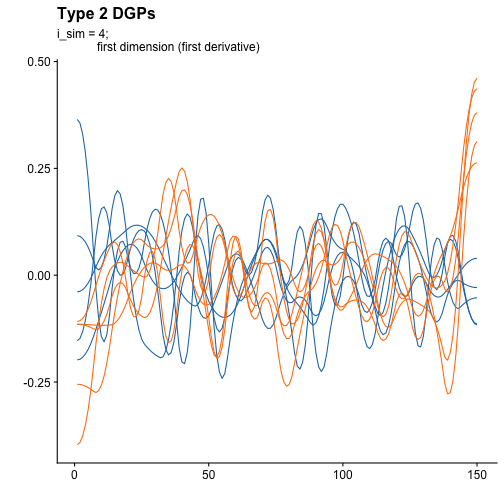 Type 2 DGPs
i_sim = 4;
first dimension (first derivative)
0.50
0.25
0.00
-0.25
0 50 100 150